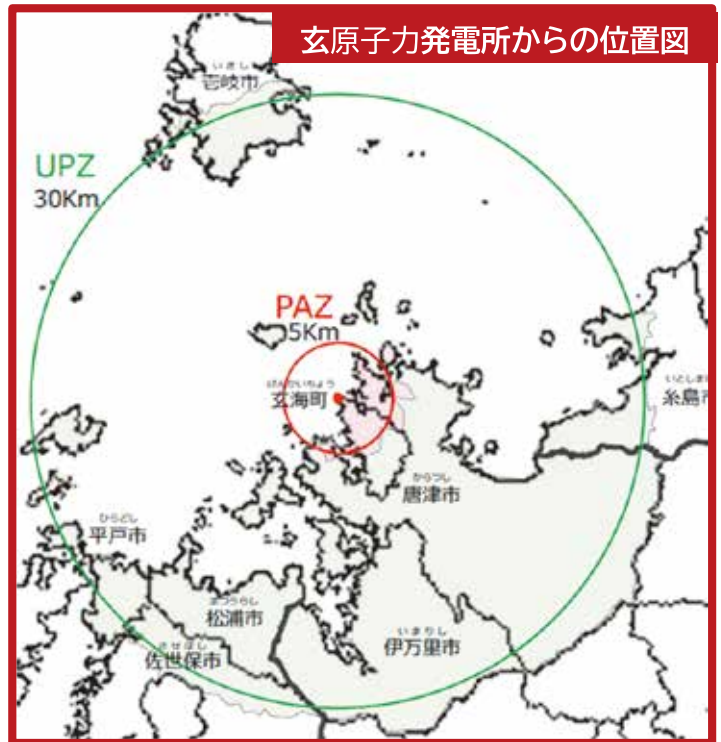 玄原子力発電所からの位置図
いきし
壱岐市
UPZ
30Km
PAZ
5Km
げんかいちょう
玄海町
いとしま
糸島市
からつし
唐津市
ひらどし
平戸市
まつうらし
松浦市
いまりし
伊万里市
させぼし
佐世保市